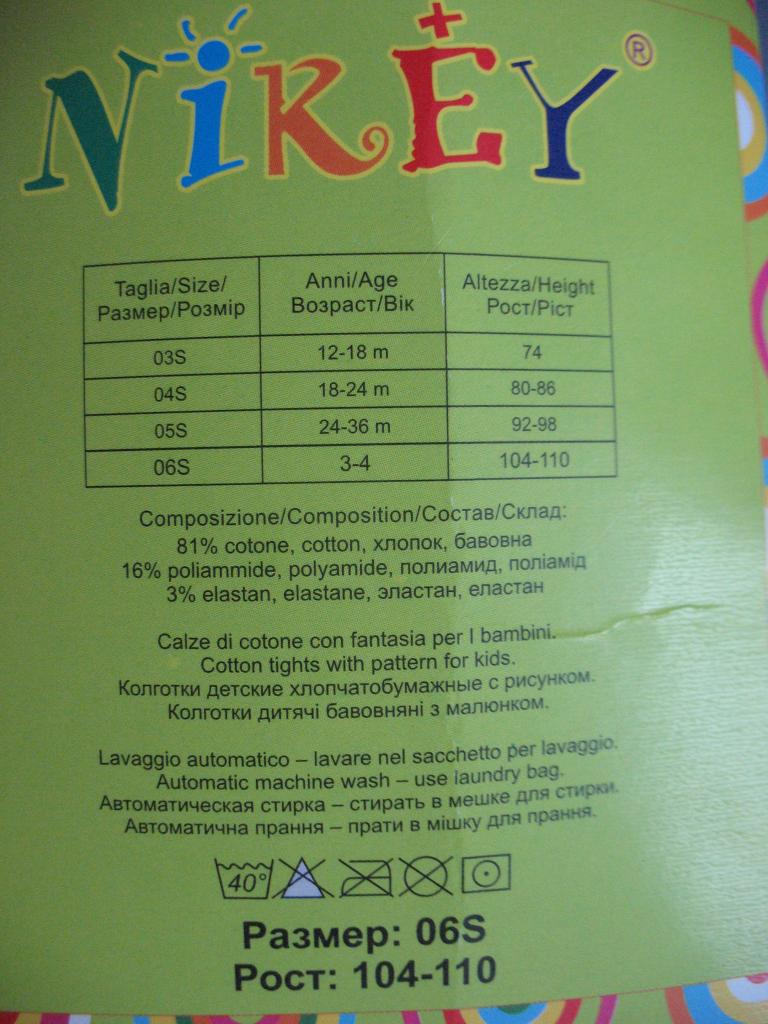 NiKEY®
Taglia/Size/ Размер/Розмір Anni/Age Возраст/Вік Altezza/Height Рост/Ріст
03S 12-18 m 74
04S 18-24 m 80-86
05S 24-36 m 92-98
06S 3-4 104-110
Composizione/Composition/Состав/Склад:
81% cotone, cotton, хлопок, бавовна
16% poliammide, polyamide, полиамид, поліамід
3% elastan, elastane, эластан, еластан
Calze di cotone con fantasia per I bambini.
Cotton tights with pattern for kids.
Колготки детские хлопчатобумажные с рисунком.
Колготки дитячі бавовняні з малюнком.
Lavaggio automatico – lavare nel sacchetto per lavaggio.
Automatic machine wash – use laundry bag.
Автоматическая стирка – стирать в мешке для стирки.
Автоматична прання – прати в мішку для прання.
40°
Размер: 06S
Рост: 104-110